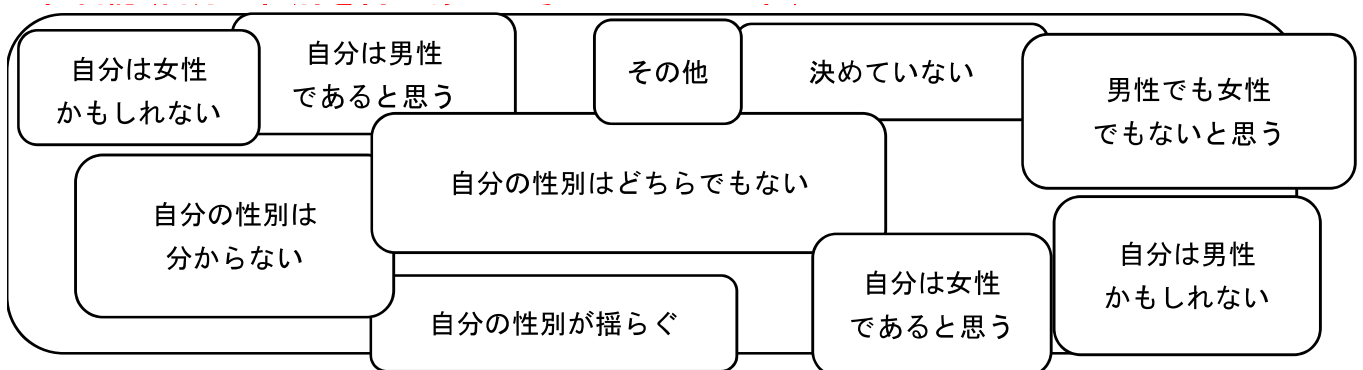 自分は女性
かもしれない
自分は男性
であると思う
その他
決めていない
男性でも女性
でもないと思う
自分の性別はどちらでもない
自分の性別は
分からない
自分は女性
であると思う
自分は男性
かもしれない
自分の性別が揺らぐ